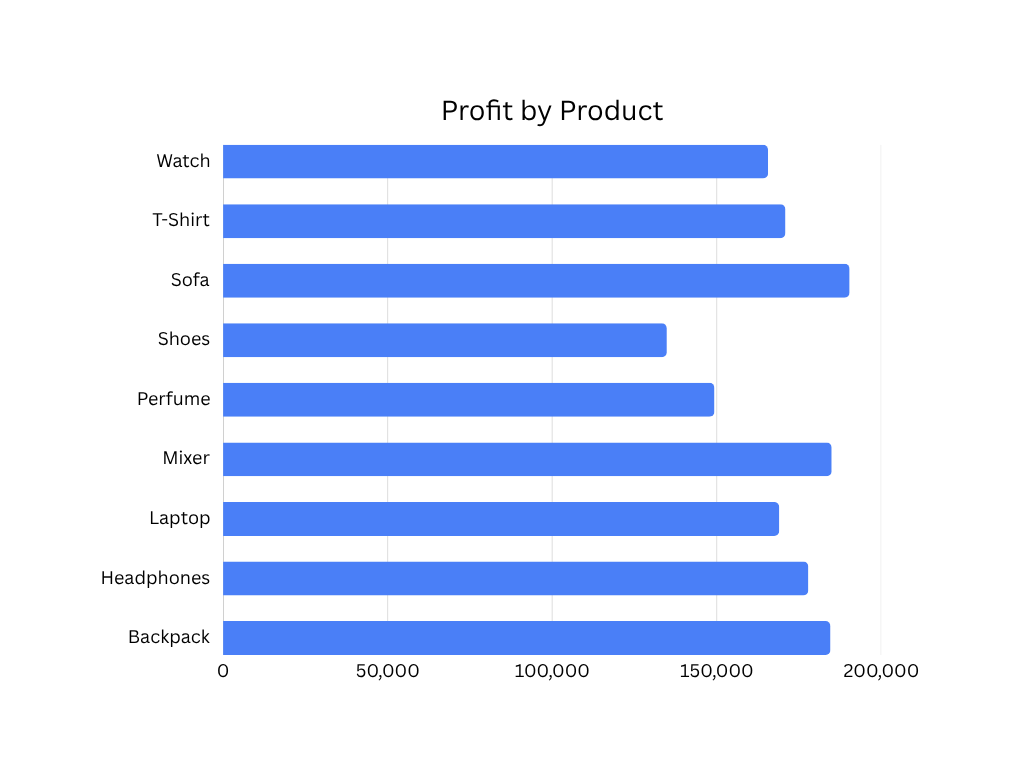 Profit by Product
Watch
T-Shirt
Sofa
Shoes
Perfume
Mixer
Laptop
Headphones
Backpack
0 50,000 100,000 150,000 200,000